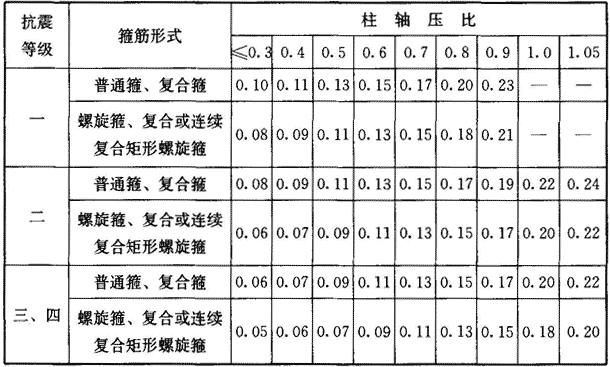 抗震等级 箍筋形式 柱轴压比
≤0.3 0.4 0.5 0.6 0.7 0.8 0.9 1.0 1.05
一 普通箍、复合箍 0.10 0.11 0.13 0.15 0.17 0.20 0.23 — —
螺旋箍、复合或连续
复合矩形螺旋箍 0.08 0.09 0.11 0.13 0.15 0.18 0.21 — —
二 普通箍、复合箍 0.08 0.09 0.11 0.13 0.15 0.17 0.19 0.22 0.24
螺旋箍、复合或连续
复合矩形螺旋箍 0.06 0.07 0.09 0.11 0.13 0.15 0.17 0.20 0.22
三、四 普通箍、复合箍 0.06 0.07 0.09 0.11 0.13 0.15 0.17 0.20 0.22
螺旋箍、复合或连续
复合矩形螺旋箍 0.05 0.06 0.07 0.09 0.11 0.13 0.15 0.18 0.20